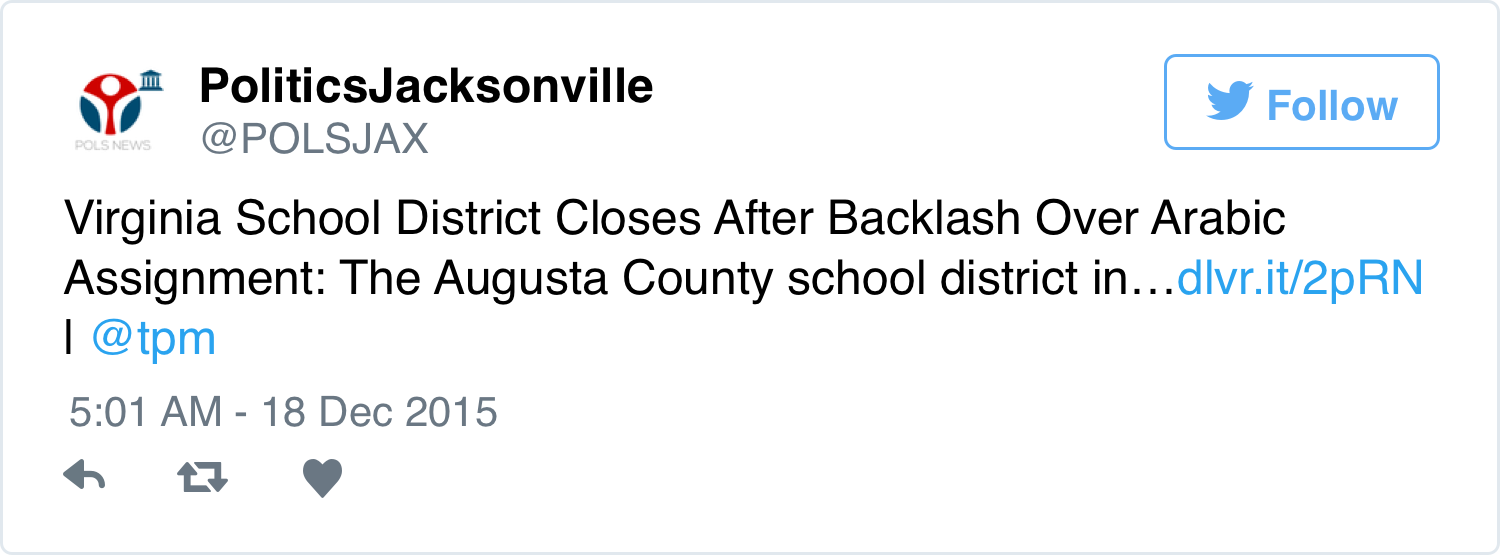 PoliticsJacksonville
@POLSJAX
POLS NEWS
Follow
Virginia School District Closes After Backlash Over Arabic
Assignment: The Augusta County school district in…dlvr.it/2pRN
| @tpm
5:01 AM - 18 Dec 2015